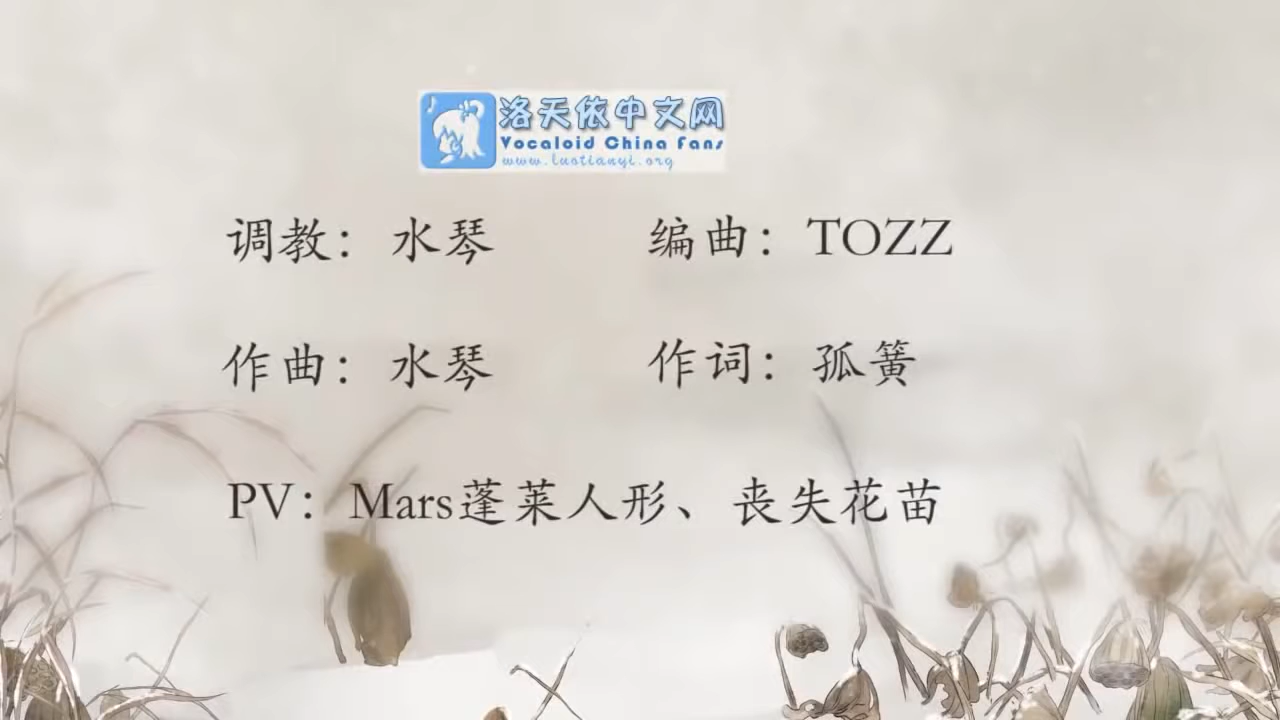 洛天依中文网
Vocaloid China Fans
www.luotianyi.org
调教：水琴 编曲：TOZZ
作曲：水琴 作词：孤簧
PV：Mars蓬莱人形、丧失花苗